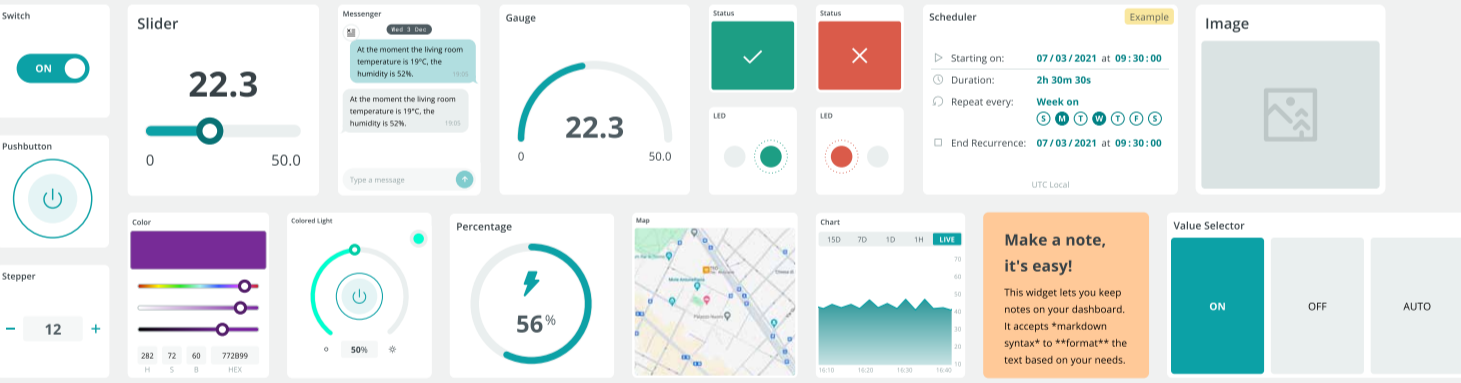 Switch
ON
Pushbutton
Stepper
12
Slider
22.3
0
50.0
Messenger
Wed 3 Dec
At the moment the living room
temperature is 19°C, the
humidity is 52%.
19:05
At the moment the living room
temperature is 19°C, the
humidity is 52%.
19:05
Type a message
Gauge
22.3
0
50.0
Status
Status
LED
LED
Scheduler
Example
Starting on:
07/03/2021 at 09:30:00
Duration:
2h 30m 30s
Repeat every:
Week on
S M T W T F S
End Recurrence:
07/03/2021 at 09:30:00
UTC Local
Image
Color
282 72 60 772B99
H S B HEX
Colored Light
50%
Percentage
56%
Map
Chart
15D 7D 1D 1H LIVE
70
60
50
40
30
20
10
16:10 16:20 16:30 16:40
Make a note,
it's easy!
This widget lets you keep
notes on your dashboard.
It accepts *markdown
syntax* to **format** the
text based on your needs.
Value Selector
ON
OFF
AUTO